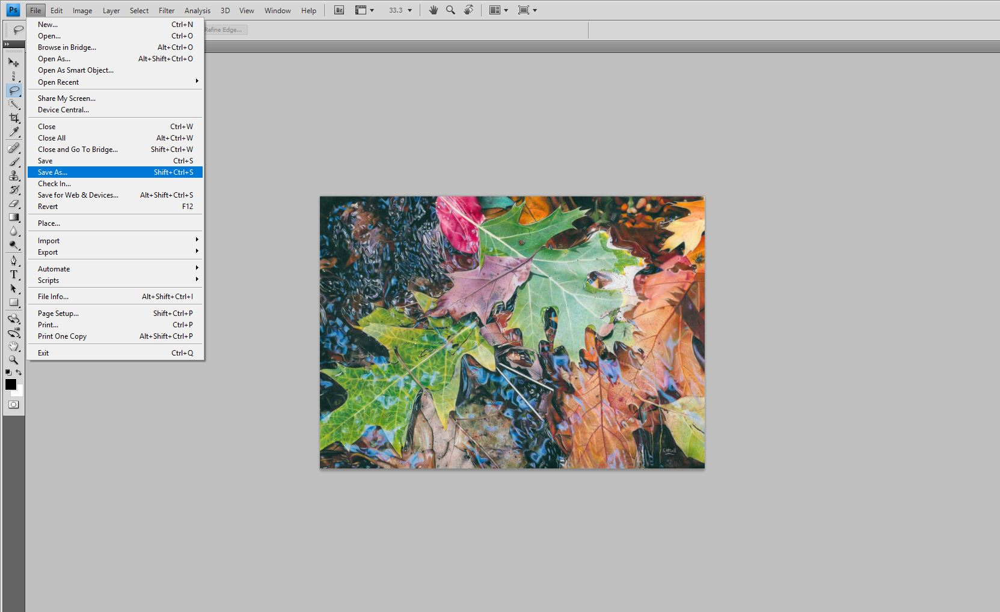 Ps File Edit Image Layer Select Filter Analysis 3D View Window Help Br 33.3
Refine Edge...
New... Ctrl+N
Open... Ctrl+O
Browse in Bridge... Alt+Ctrl+O
Open As... Alt+Shift+Ctrl+O
Open As Smart Object...
Open Recent
Share My Screen...
Device Central...
Close Ctrl+W
Close All Alt+Ctrl+W
Close and Go To Bridge... Shift+Ctrl+W
Save Ctrl+S
Save As... Shift+Ctrl+S
Check In...
Save for Web & Devices... Alt+Shift+Ctrl+S
Revert F12
Place...
Import
Export
Automate
Scripts
File Info... Alt+Shift+Ctrl+I
Page Setup... Shift+Ctrl+P
Print... Ctrl+P
Print One Copy Alt+Shift+Ctrl+P
Exit Ctrl+Q
T